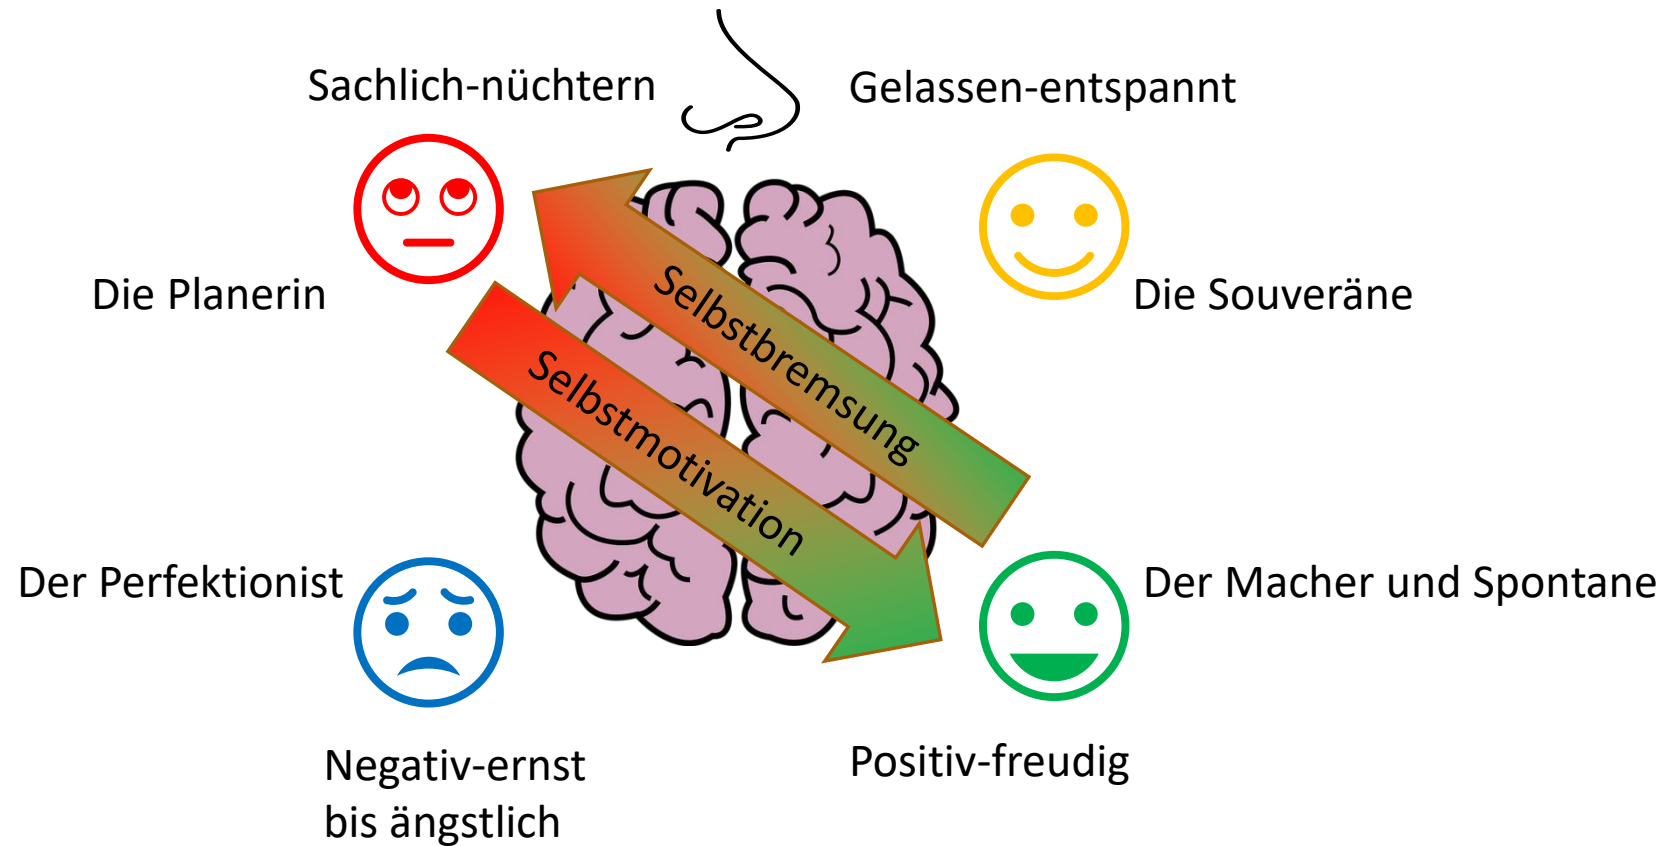 Sachlich-nüchtern
Gelassen-entspannt
Die Planerin
Die Souveräne
Selbstbremsung
Selbstmotivation
Der Perfektionist
Der Macher und Spontane
Negativ-ernst
bis ängstlich
Positiv-freudig